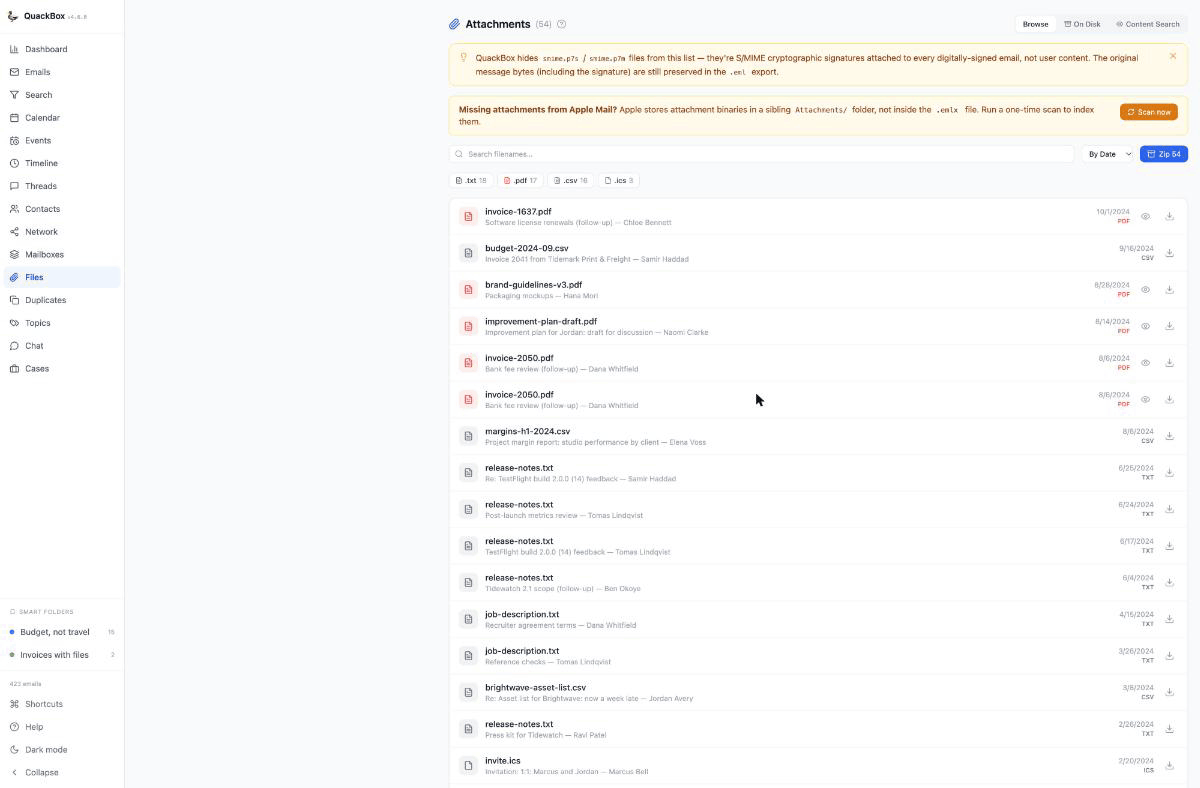 QuackBox v4.6.0
Dashboard
Emails
Search
Calendar
Events
Timeline
Threads
Contacts
Network
Mailboxes
Files
Duplicates
Topics
Chat
Cases
SMART FOLDERS
Budget, not travel 15
Invoices with files 2
423 emails
Shortcuts
Help
Dark mode
Collapse
Attachments (54)
Browse On Disk Content Search
QuackBox hides smime.p7s / smime.p7m files from this list — they're S/MIME cryptographic signatures attached to every digitally-signed email, not user content. The original
message bytes (including the signature) are still preserved in the .eml export.
Missing attachments from Apple Mail? Apple stores attachment binaries in a sibling Attachments/ folder, not inside the .emlx file. Run a one-time scan to index
them.
Scan now
Search filenames...
By Date
Zip 54
.txt 18 .pdf 17 .csv 16 .ics 3
invoice-1637.pdf 10/1/2024
Software license renewals (follow-up) — Chloe Bennett PDF
budget-2024-09.csv 9/16/2024
Invoice 2041 from Tidemark Print & Freight — Samir Haddad CSV
brand-guidelines-v3.pdf 8/28/2024
Packaging mockups — Hana Mori PDF
improvement-plan-draft.pdf 8/14/2024
Improvement plan for Jordan: draft for discussion — Naomi Clarke PDF
invoice-2050.pdf 8/6/2024
Bank fee review (follow-up) — Dana Whitfield PDF
invoice-2050.pdf 8/6/2024
Bank fee review (follow-up) — Dana Whitfield PDF
margins-h1-2024.csv 8/6/2024
Project margin report: studio performance by client — Elena Voss CSV
release-notes.txt 6/25/2024
Re: TestFlight build 2.0.0 (14) feedback — Samir Haddad TXT
release-notes.txt 6/24/2024
Post-launch metrics review — Tomas Lindqvist TXT
release-notes.txt 6/17/2024
TestFlight build 2.0.0 (14) feedback — Tomas Lindqvist TXT
release-notes.txt 6/4/2024
Tidewatch 2.1 scope (follow-up) — Ben Okoye TXT
job-description.txt 4/15/2024
Recruiter agreement terms — Dana Whitfield TXT
job-description.txt 3/26/2024
Reference checks — Tomas Lindqvist TXT
brightwave-asset-list.csv 3/8/2024
Re: Asset list for Brightwave: now a week late — Jordan Avery CSV
release-notes.txt 2/26/2024
Press kit for Tidewatch — Ravi Patel TXT
invite.ics 2/20/2024
Invitation: 1:1: Marcus and Jordan — Marcus Bell ICS